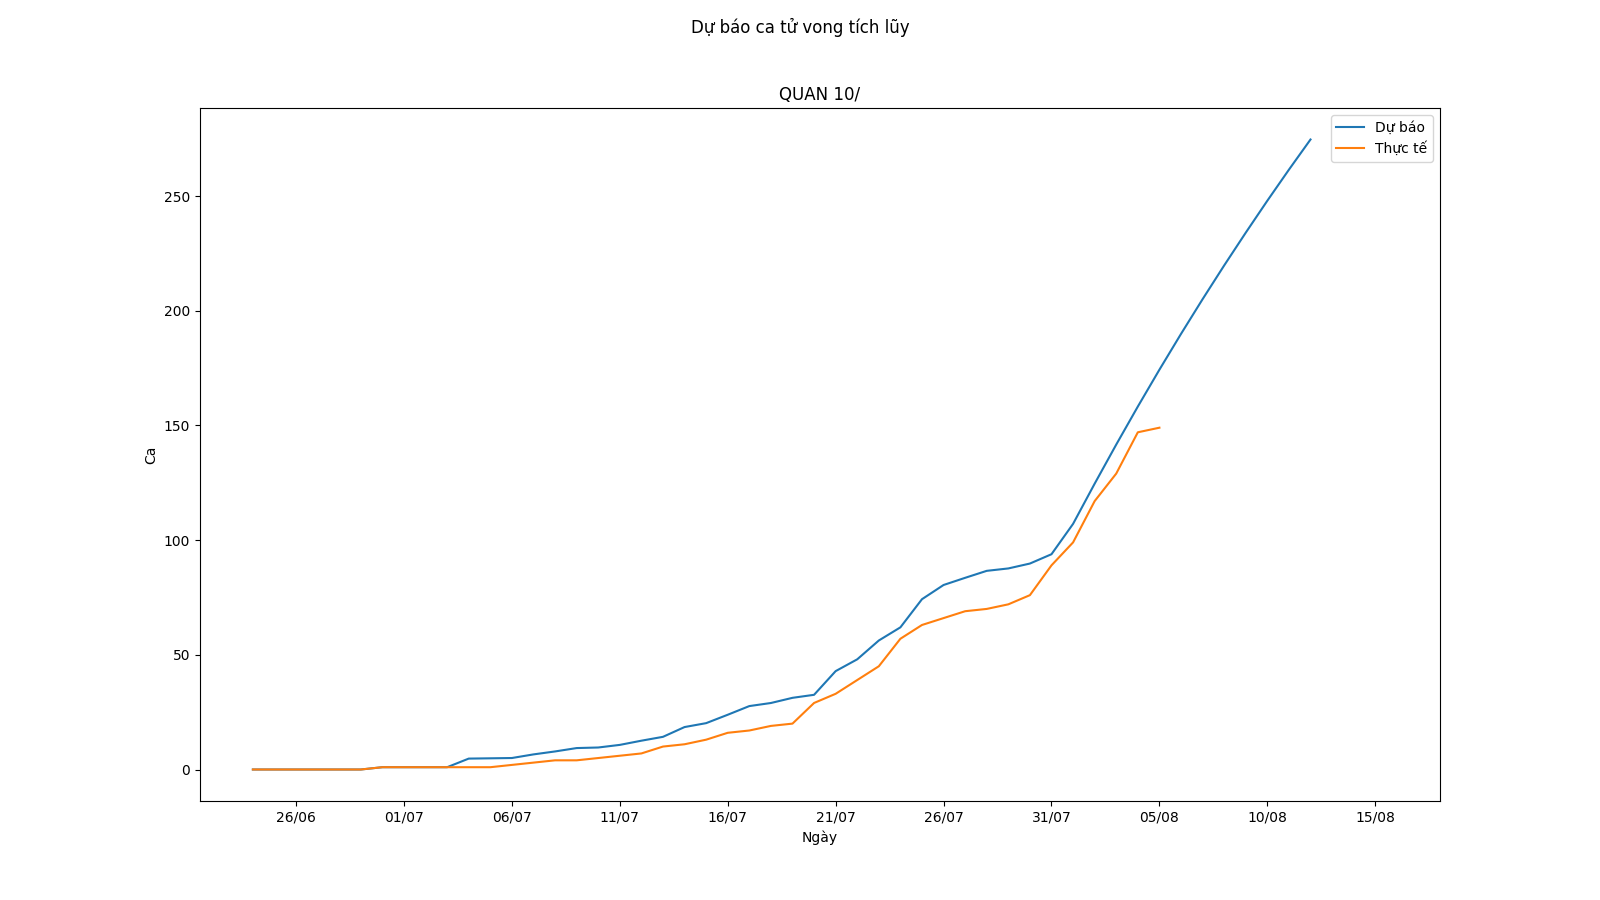 Dự báo ca tử vong tích lũy
QUAN 10/
Dự báo
Thực tế
250
200
150
100
50
0
Ca
26/06 01/07 06/07 11/07 16/07 21/07 26/07 31/07 05/08 10/08 15/08
Ngày